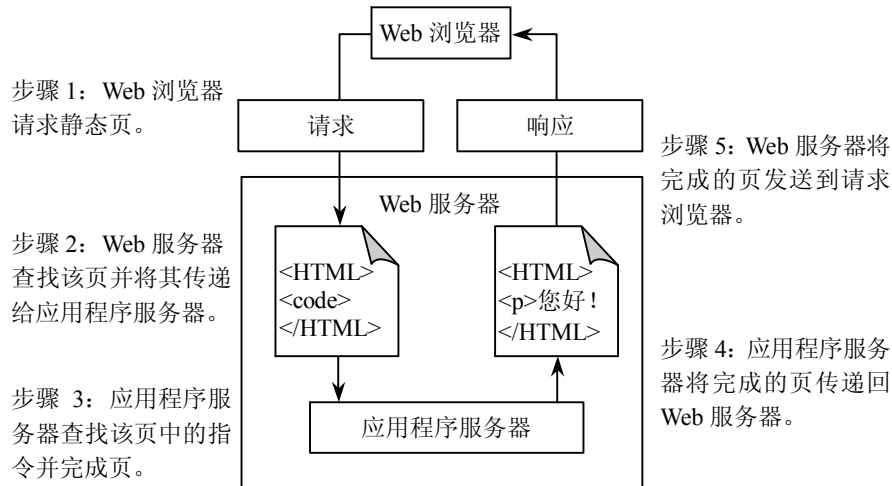 Web 浏览器
步骤 1：Web 浏览器
请求静态页。
请求
响应
步骤 5：Web 服务器将
完成的页发送到请求
浏览器。
Web 服务器
步骤 2：Web 服务器
查找该页并将其传递
给应用程序服务器。
<HTML>
<code>
</HTML>
<HTML>
<p>您好！
</HTML>
步骤 4：应用程序服务
器将完成的页传递回
Web 服务器。
步骤 3：应用程序服
务器查找该页中的指
令并完成页。
应用程序服务器